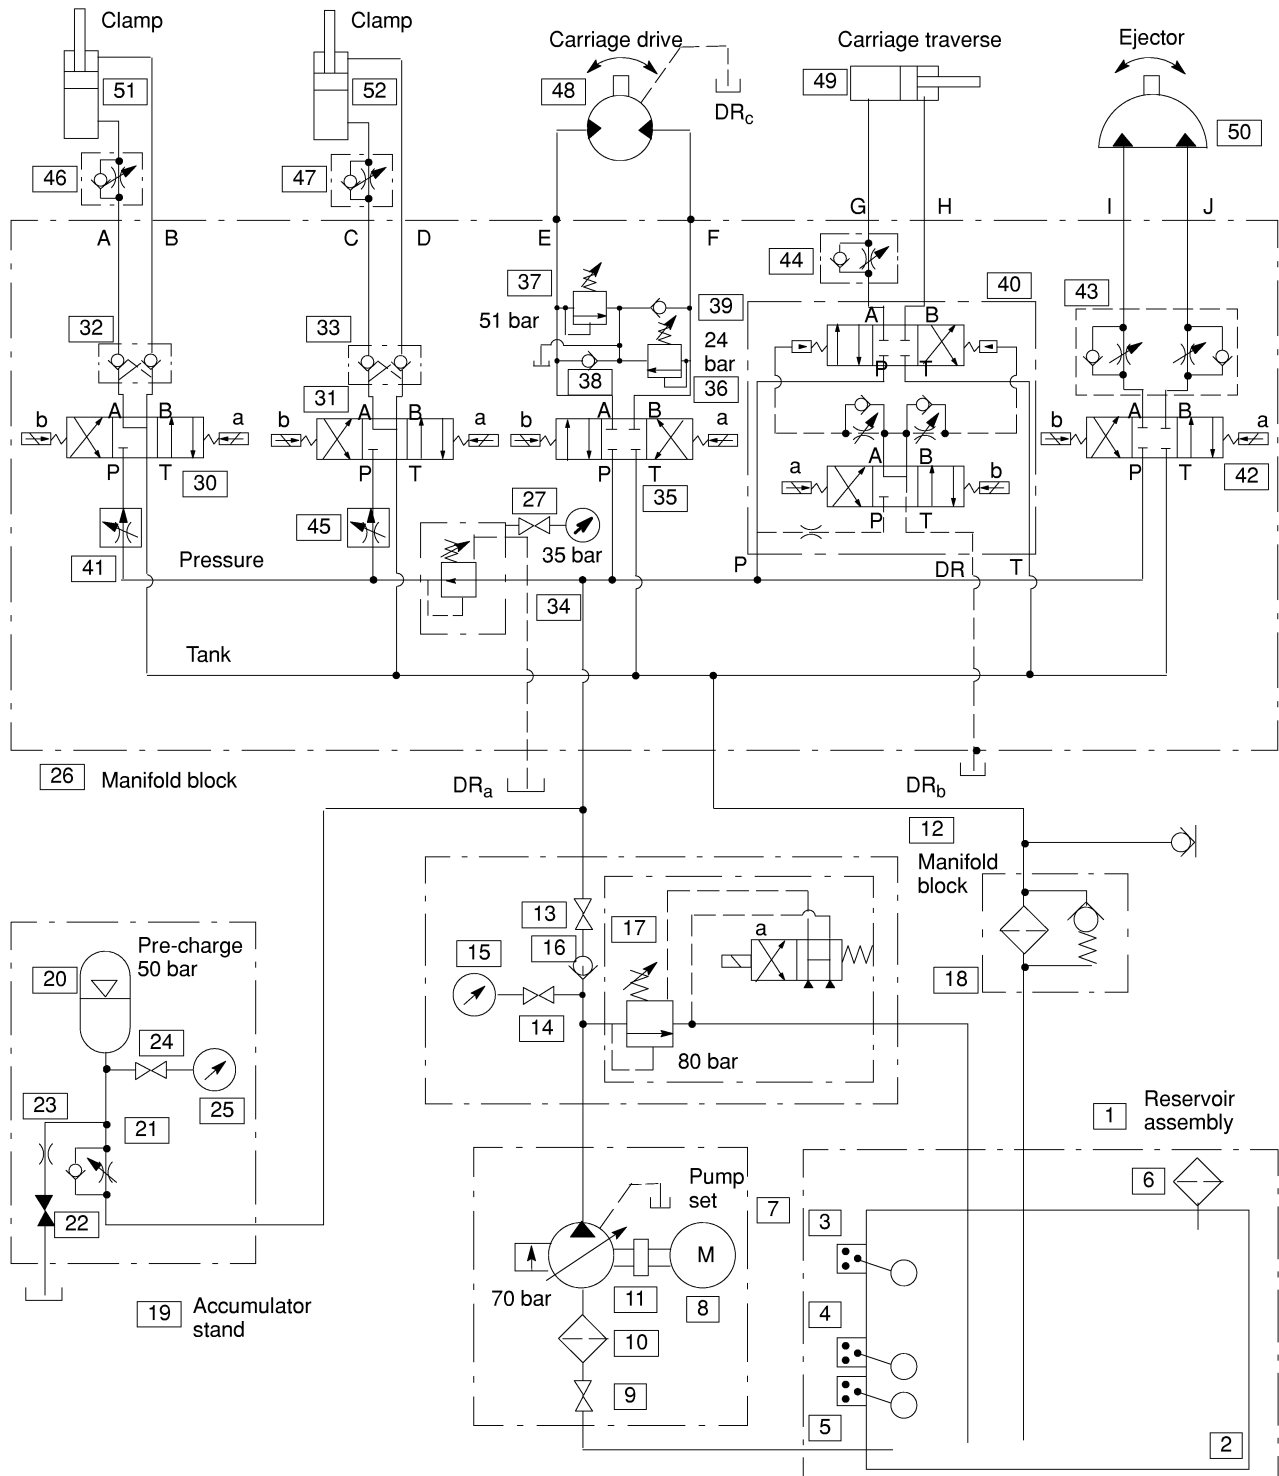 Clamp
Clamp
Carriage drive
Carriage traverse
Ejector
51
52
48
DRc
49
50
46
47
A
B
C
D
E
F
G
H
I
J
44
37
39
40
43
51 bar
24
bar
32
33
38
36
A
B
P
T
31
b
A
B
a
P
T
30
b
A
B
a
P
T
b
A
B
a
P
T
35
a
A
B
b
P
T
b
A
B
a
P
T
42
27
35 bar
41
45
Pressure
34
P
DR
T
Tank
26
Manifold block
DRa
DRb
12
Manifold
block
13
17
a
16
15
14
80 bar
18
Pre-charge
50 bar
20
24
25
23
21
22
19
Accumulator
stand
1
Reservoir
assembly
Pump
set
7
6
3
M
70 bar
11
8
4
10
9
5
2